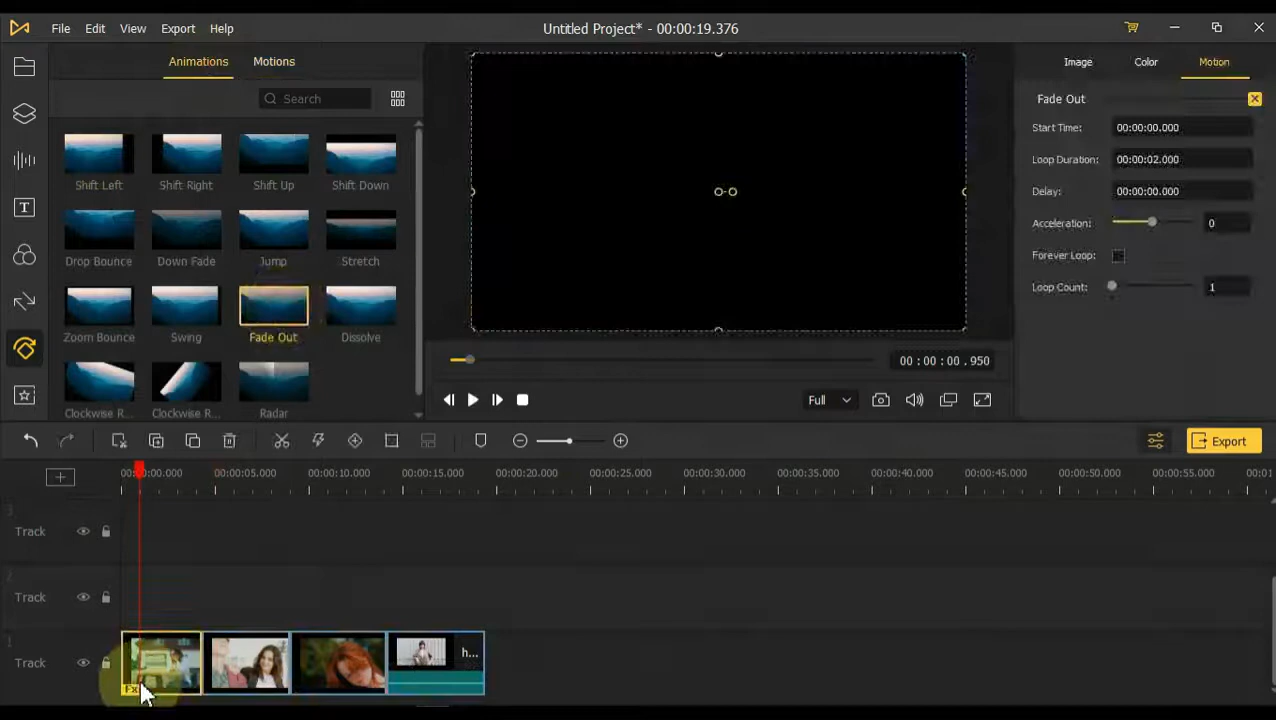 File Edit View Export Help
Untitled Project* - 00:00:19.376
Animations Motions
Search
Shift Left Shift Right Shift Up Shift Down
Drop Bounce Down Fade Jump Stretch
Zoom Bounce Swing Fade Out Dissolve
Clockwise R... Clockwise R... Radar
00:00:00.950
Full
Image Color Motion
Fade Out
Start Time: 00:00:00.000
Loop Duration: 00:00:02.000
Delay: 00:00:00.000
Acceleration: 0
Forever Loop:
Loop Count: 1
Export
00:00:00.000 00:00:05.000 00:00:10.000 00:00:15.000 00:00:20.000 00:00:25.000 00:00:30.000 00:00:35.000 00:00:40.000 00:00:45.000 00:00:50.000 00:00:55.000 00:01
3
Track
2
Track
1
Track
h...
Fx